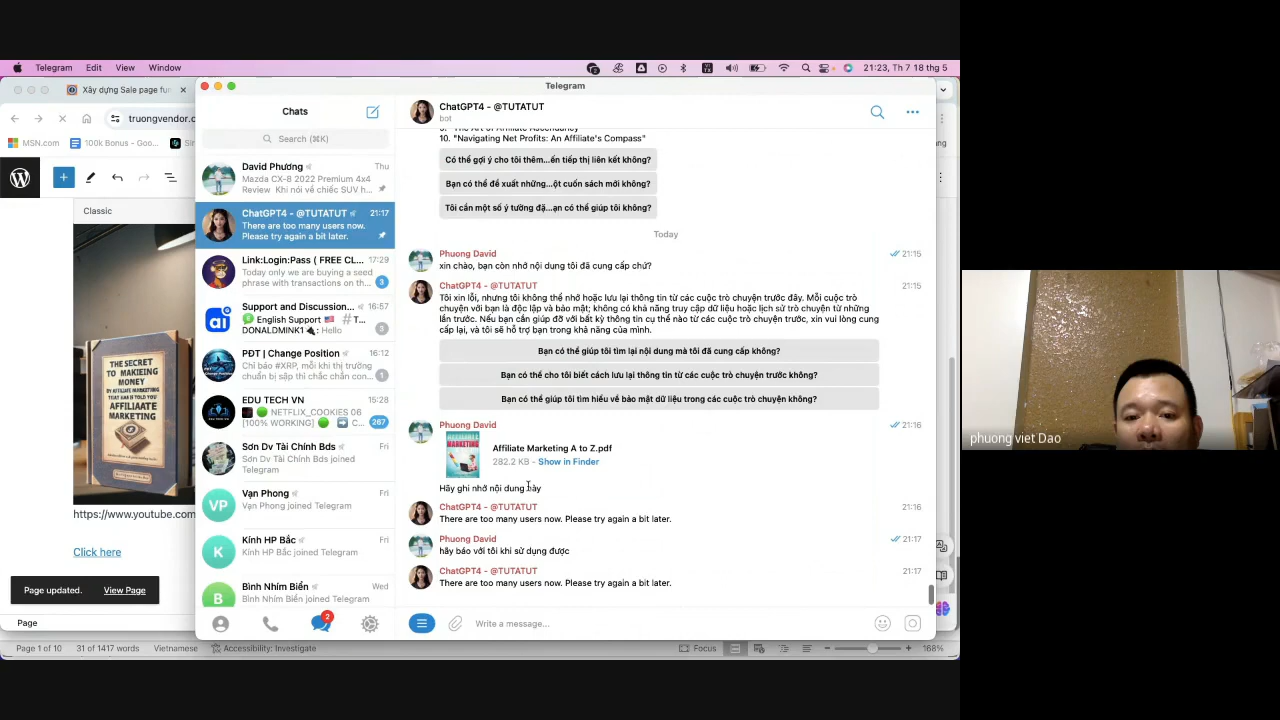 Telegram Edit View Window
21:23, Th 7 18 thg 5
Xây dựng Sale page fun
truongvendor.c
MSN.com
100k Bonus - Goo...
Classic
THE SECRET
TO MAKIEING
MONEY
AFFILIAATE
MARKETING
https://www.youtube.com
Click here
Page updated. View Page
Page
Page 1 of 10 31 of 1417 words Vietnamese Accessibility: Investigate Focus 168%
Telegram
Chats
Search (⌘K)
David Phương Thu
Mazda CX-8 2022 Premium 4x4
Review Khi nói về chiếc SUV h...
ChatGPT4 - @TUTATUT 21:17
There are too many users now.
Please try again a bit later.
Link:Login:Pass ( FREE CL... 17:29
Today only we are buying a seed
phrase with transactions on th... 3
Support and Discussion... 16:57
English Support #T...
DONALDMINK1 : Hello
PĐT | Change Position 16:12
Chỉ báo #XRP, mỗi khi thị trường
chuẩn bị sập thì chắc chắn con... 1
EDU TECH VN 15:28
NETFLIX_COOKIES 06
[100% WORKING] C... 267
Sơn Dv Tài Chính Bds Fri
Sơn Dv Tài Chính Bds joined
Telegram
VP
Vạn Phong Fri
Vạn Phong joined Telegram
KB
Kính HP Bắc Fri
Kính HP Bắc joined Telegram
B
Bình Nhím Biển Wed
Bình Nhím Biển joined Telegram
2
ChatGPT4 - @TUTATUT
bot
10. "Navigating Net Profits: An Affiliate's Compass"
Có thể gợi ý cho tôi thêm...ến tiếp thị liên kết không?
Bạn có thể đề xuất những...ột cuốn sách mới không?
Tôi cần một số ý tưởng đặ...ạn có thể giúp tôi không?
Today
Phuong David 21:15
xin chào, bạn còn nhớ nội dung tôi đã cung cấp chứ?
ChatGPT4 - @TUTATUT 21:15
Tôi xin lỗi, nhưng tôi không thể nhớ hoặc lưu lại thông tin từ các cuộc trò chuyện trước đây. Mỗi cuộc trò
chuyện với bạn là độc lập và bảo mật; không có khả năng truy cập dữ liệu hoặc lịch sử trò chuyện từ những
lần trước. Nếu bạn cần giúp đỡ với bất kỳ thông tin cụ thể nào từ các cuộc trò chuyện trước, xin vui lòng cung
cấp lại, và tôi sẽ hỗ trợ bạn trong khả năng của mình.
Bạn có thể giúp tôi tìm lại nội dung mà tôi đã cung cấp không?
Bạn có thể cho tôi biết cách lưu lại thông tin từ các cuộc trò chuyện trước không?
Bạn có thể giúp tôi tìm hiểu về bảo mật dữ liệu trong các cuộc trò chuyện không?
Phuong David 21:16
Affiliate Marketing A to Z.pdf
282.2 KB - Show in Finder
Hãy ghi nhớ nội dung này
ChatGPT4 - @TUTATUT 21:16
There are too many users now. Please try again a bit later.
Phuong David 21:17
hãy báo với tôi khi sử dụng được
ChatGPT4 - @TUTATUT 21:17
There are too many users now. Please try again a bit later.
Write a message...
phuong viet Dao